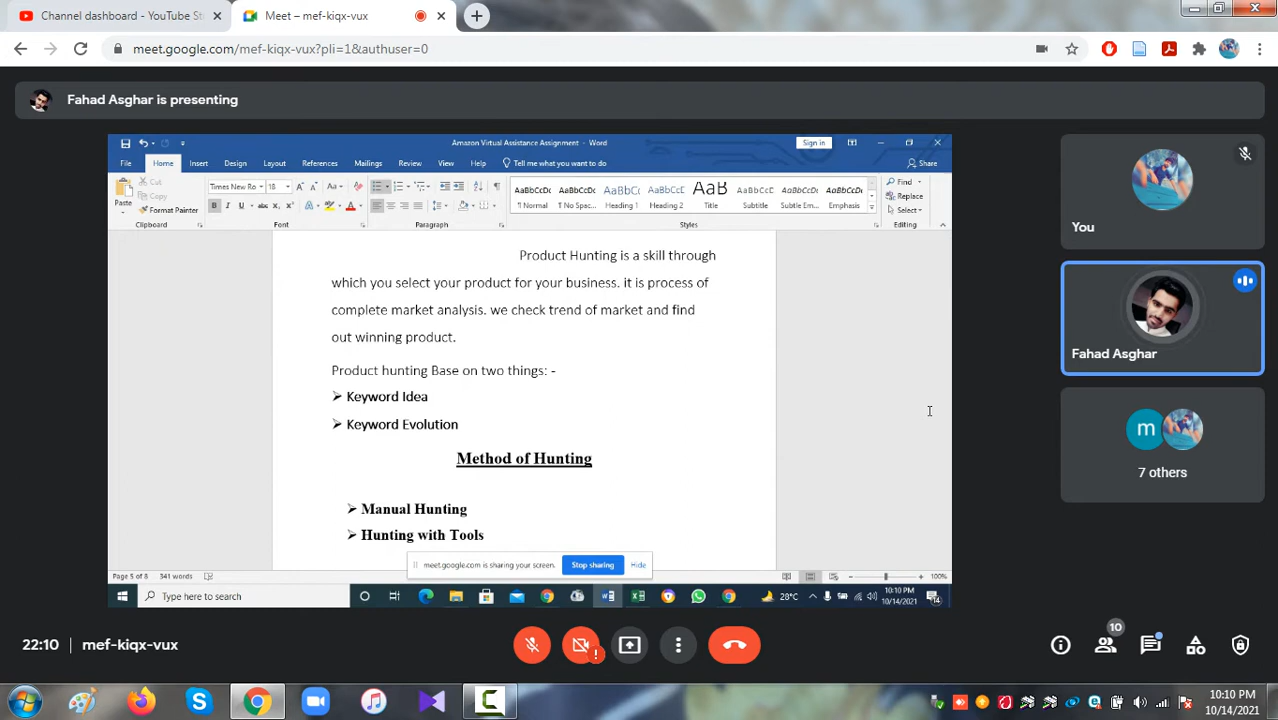 Channel dashboard - YouTube St
Meet – mef-kiqx-vux
meet.google.com/mef-kiqx-vux?pli=1&authuser=0
Fahad Asghar is presenting
Amazon Virtual Assistance Assignment - Word
Sign in
File Home Insert Design Layout References Mailings Review View Help Tell me what you want to do Share
Paste
Cut
Copy
Format Painter
Times New Ro 18 Aa
B I U abc
AaBbCcDc AaBbCcDc AaBbCc AaBbCcD AaB AaBbCcD AaBbCcDc AaBbCcDc
¶ Normal ¶ No Spac... Heading 1 Heading 2 Title Subtitle Subtle Em... Emphasis
Find
Replace
Select
Clipboard Font Paragraph Styles Editing
Product Hunting is a skill through
which you select your product for your business. it is process of
complete market analysis. we check trend of market and find
out winning product.
Product hunting Base on two things: -
Keyword Idea
Keyword Evolution
Method of Hunting
Manual Hunting
Hunting with Tools
meet.google.com is sharing your screen. Stop sharing Hide
Page 5 of 8 341 words 100%
Type here to search
28°C
10:10 PM
10/14/2021
14
You
Fahad Asghar
m
7 others
22:10 mef-kiqx-vux
10
10:10 PM
10/14/2021